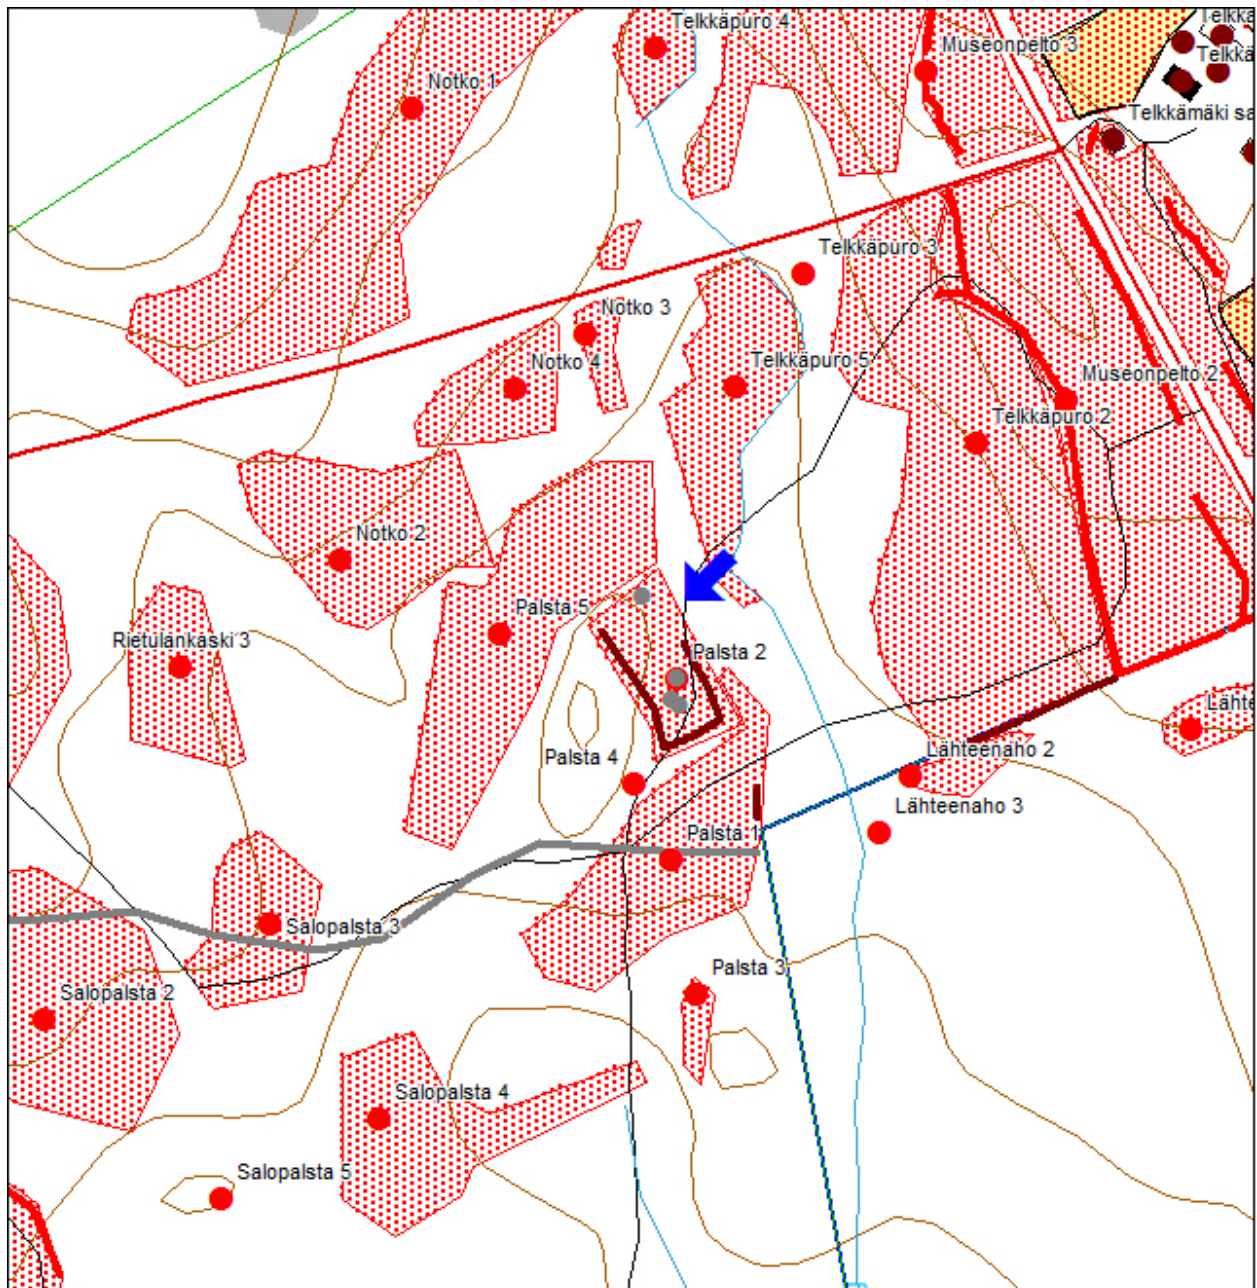 Telkkäpuro 4
Museonpelto 3
Notko 1
Telkkämäki sa
Telkkäpuro 3
Notko 3
Notko 4
Telkkäpuro 5
Museonpelto 2
Telkkäpuro 2
Notko 2
Palsta 5
Rietulankaski 3
Palsta 2
Lähte
Palsta 4
Lähteenaho 2
Lähteenaho 3
Palsta 1
Salopalsta 3
Palsta 3
Salopalsta 2
Salopalsta 4
Salopalsta 5